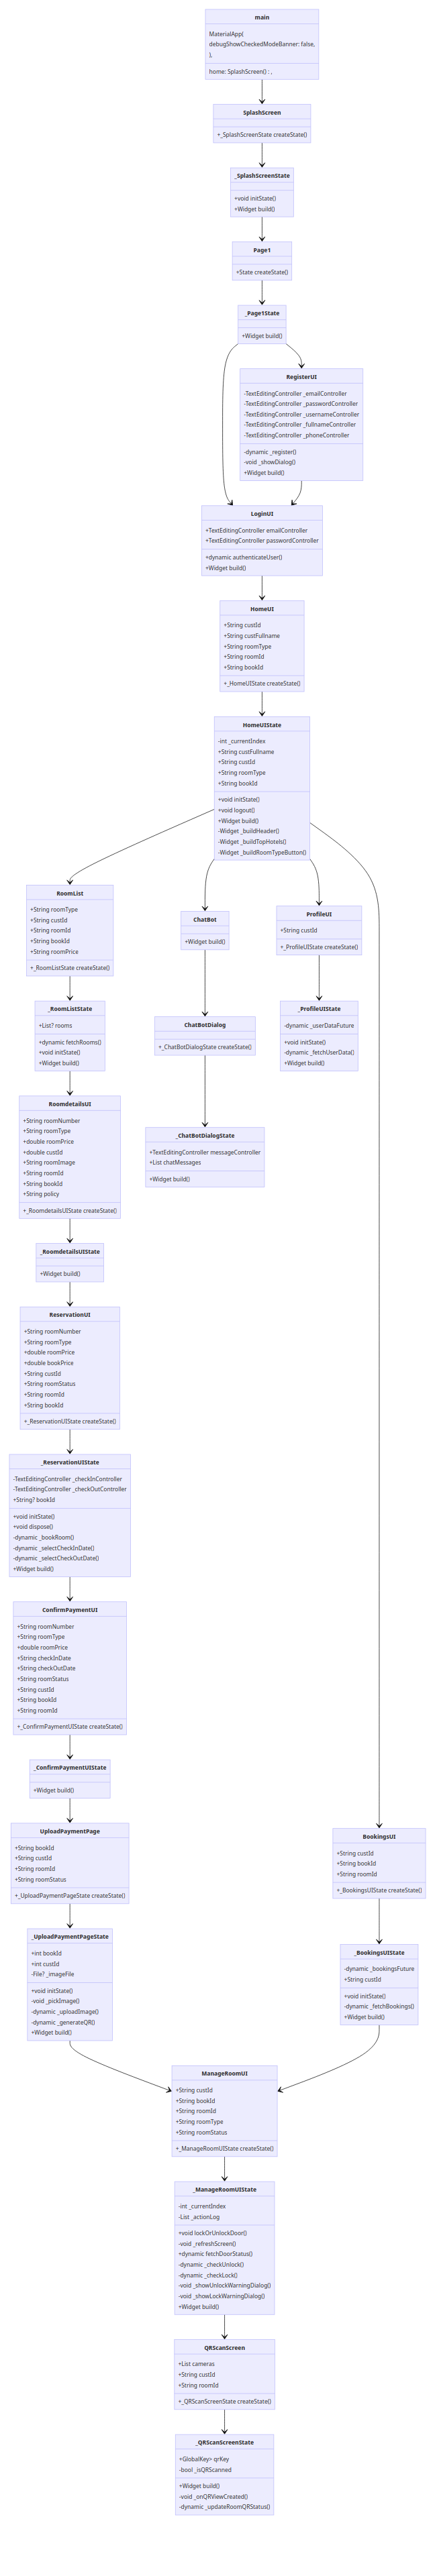 main
MaterialApp(
debugShowCheckedModeBanner: false,
),
home: SplashScreen() : ,
SplashScreen
+_SplashScreenState createState()
_SplashScreenState
+void initState()
+Widget build()
Page1
+State createState()
_Page1State
+Widget build()
RegisterUI
-TextEditingController _emailController
-TextEditingController _passwordController
-TextEditingController _usernameController
-TextEditingController _fullnameController
-TextEditingController _phoneController
-dynamic _register()
-void _showDialog()
+Widget build()
LoginUI
+TextEditingController emailController
+TextEditingController passwordController
+dynamic authenticateUser()
+Widget build()
HomeUI
+String custId
+String custFullname
+String roomType
+String roomId
+String bookId
+_HomeUIState createState()
HomeUIState
-int _currentIndex
+String custFullname
+String custId
+String roomType
+String bookId
+void initState()
+void logout()
+Widget build()
-Widget _buildHeader()
-Widget _buildTopHotels()
-Widget _buildRoomTypeButton()
RoomList
+String roomType
+String custId
+String roomId
+String bookId
+String roomPrice
+_RoomListState createState()
ChatBot
+Widget build()
ProfileUI
+String custId
+_ProfileUIState createState()
_RoomListState
+List? rooms
+dynamic fetchRooms()
+void initState()
+Widget build()
ChatBotDialog
+_ChatBotDialogState createState()
_ProfileUIState
-dynamic _userDataFuture
+void initState()
-dynamic _fetchUserData()
+Widget build()
RoomdetailsUI
+String roomNumber
+String roomType
+double roomPrice
+double custId
+String roomImage
+String roomId
+String bookId
+String policy
+_RoomdetailsUIState createState()
_ChatBotDialogState
+TextEditingController messageController
+List chatMessages
+Widget build()
_RoomdetailsUIState
+Widget build()
ReservationUI
+String roomNumber
+String roomType
+double roomPrice
+double bookPrice
+String custId
+String roomStatus
+String roomId
+String bookId
+_ReservationUIState createState()
_ReservationUIState
-TextEditingController _checkInController
-TextEditingController _checkOutController
+String? bookId
+void initState()
+void dispose()
-dynamic _bookRoom()
-dynamic _selectCheckInDate()
-dynamic _selectCheckOutDate()
+Widget build()
ConfirmPaymentUI
+String roomNumber
+String roomType
+double roomPrice
+String checkInDate
+String checkOutDate
+String roomStatus
+String custId
+String bookId
+String roomId
+_ConfirmPaymentUIState createState()
_ConfirmPaymentUIState
+Widget build()
UploadPaymentPage
+String bookId
+String custId
+String roomId
+String roomStatus
+_UploadPaymentPageState createState()
BookingsUI
+String custId
+String bookId
+String roomId
+_BookingsUIState createState()
_UploadPaymentPageState
+int bookId
+int custId
-File? _imageFile
+void initState()
-void _pickImage()
-dynamic _uploadImage()
-dynamic _generateQR()
+Widget build()
_BookingsUIState
-dynamic _bookingsFuture
+String custId
+void initState()
-dynamic _fetchBookings()
+Widget build()
ManageRoomUI
+String custId
+String bookId
+String roomId
+String roomType
+String roomStatus
+_ManageRoomUIState createState()
_ManageRoomUIState
-int _currentIndex
-List _actionLog
+void lockOrUnlockDoor()
-void _refreshScreen()
+dynamic fetchDoorStatus()
-dynamic _checkUnlock()
-dynamic _checkLock()
-void _showUnlockWarningDialog()
-void _showLockWarningDialog()
+Widget build()
QRScanScreen
+List cameras
+String custId
+String roomId
+_QRScanScreenState createState()
_QRScanScreenState
+GlobalKey> qrKey
-bool _isQRScanned
+Widget build()
-void _onQRViewCreated()
-dynamic _updateRoomQRStatus()